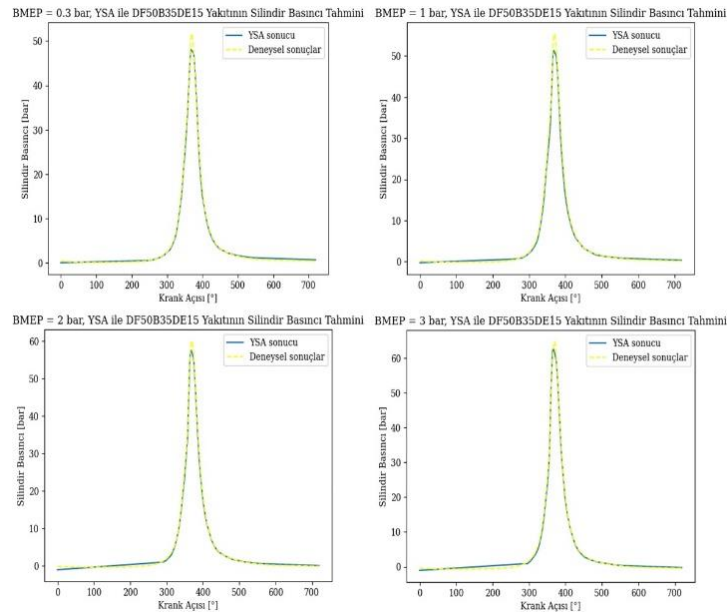 BMEP = 0.3 bar, YSA ile DF50B35DE15 Yakıtının Silindir Basıncı Tahmini
YSA sonucu
Deneysel sonuçlar
Silindir Basıncı [bar]
50
40
30
20
10
0
0 100 200 300 400 500 600 700
Krank Açısı [°]
BMEP = 1 bar, YSA ile DF50B35DE15 Yakıtının Silindir Basıncı Tahmini
YSA sonucu
Deneysel sonuçlar
Silindir Basıncı [bar]
50
40
30
20
10
0
0 100 200 300 400 500 600 700
Krank Açısı [°]
BMEP = 2 bar, YSA ile DF50B35DE15 Yakıtının Silindir Basıncı Tahmini
YSA sonucu
Deneysel sonuçlar
Silindir Basıncı [bar]
60
50
40
30
20
10
0
0 100 200 300 400 500 600 700
Krank Açısı [°]
BMEP = 3 bar, YSA ile DF50B35DE15 Yakıtının Silindir Basıncı Tahmini
YSA sonucu
Deneysel sonuçlar
Silindir Basıncı [bar]
60
50
40
30
20
10
0
0 100 200 300 400 500 600 700
Krank Açısı [°]